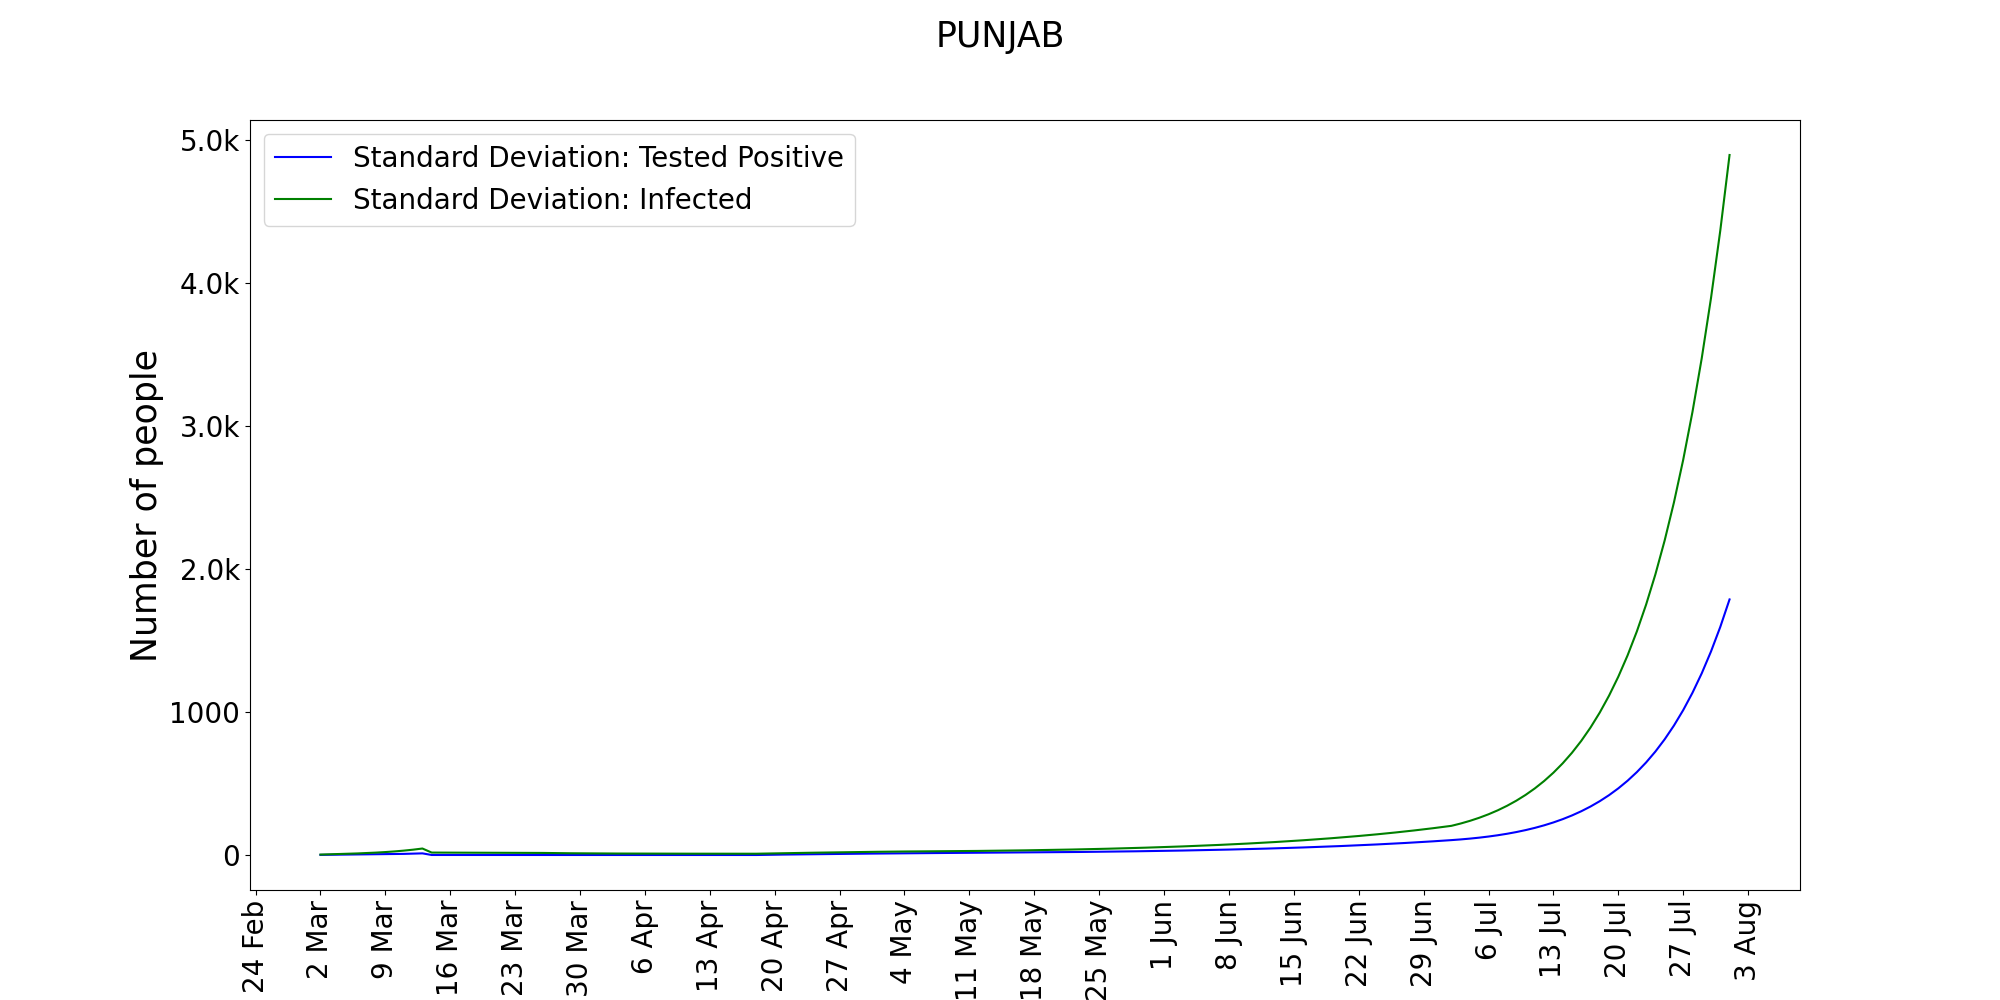 PUNJAB
5.0k
4.0k
3.0k
2.0k
1000
0
Number of people
Standard Deviation: Tested Positive
Standard Deviation: Infected
24 Feb
2 Mar
9 Mar
16 Mar
23 Mar
30 Mar
6 Apr
13 Apr
20 Apr
27 Apr
4 May
11 May
18 May
25 May
1 Jun
8 Jun
15 Jun
22 Jun
29 Jun
6 Jul
13 Jul
20 Jul
27 Jul
3 Aug